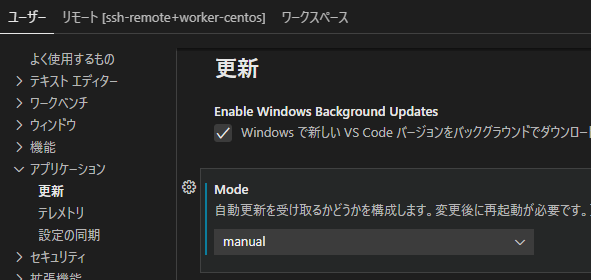 ユーザー リモート [ssh-remote+worker-centos] ワークスペース
よく使用するもの
テキスト エディター
ワークベンチ
ウィンドウ
機能
アプリケーション
更新
テレメトリ
設定の同期
セキュリティ
拡張機能
更新
Enable Windows Background Updates
Windows で新しい VS Code バージョンをバックグラウンドでダウンロー
Mode
自動更新を受け取るかどうかを構成します。変更後に再起動が必要です。
manual